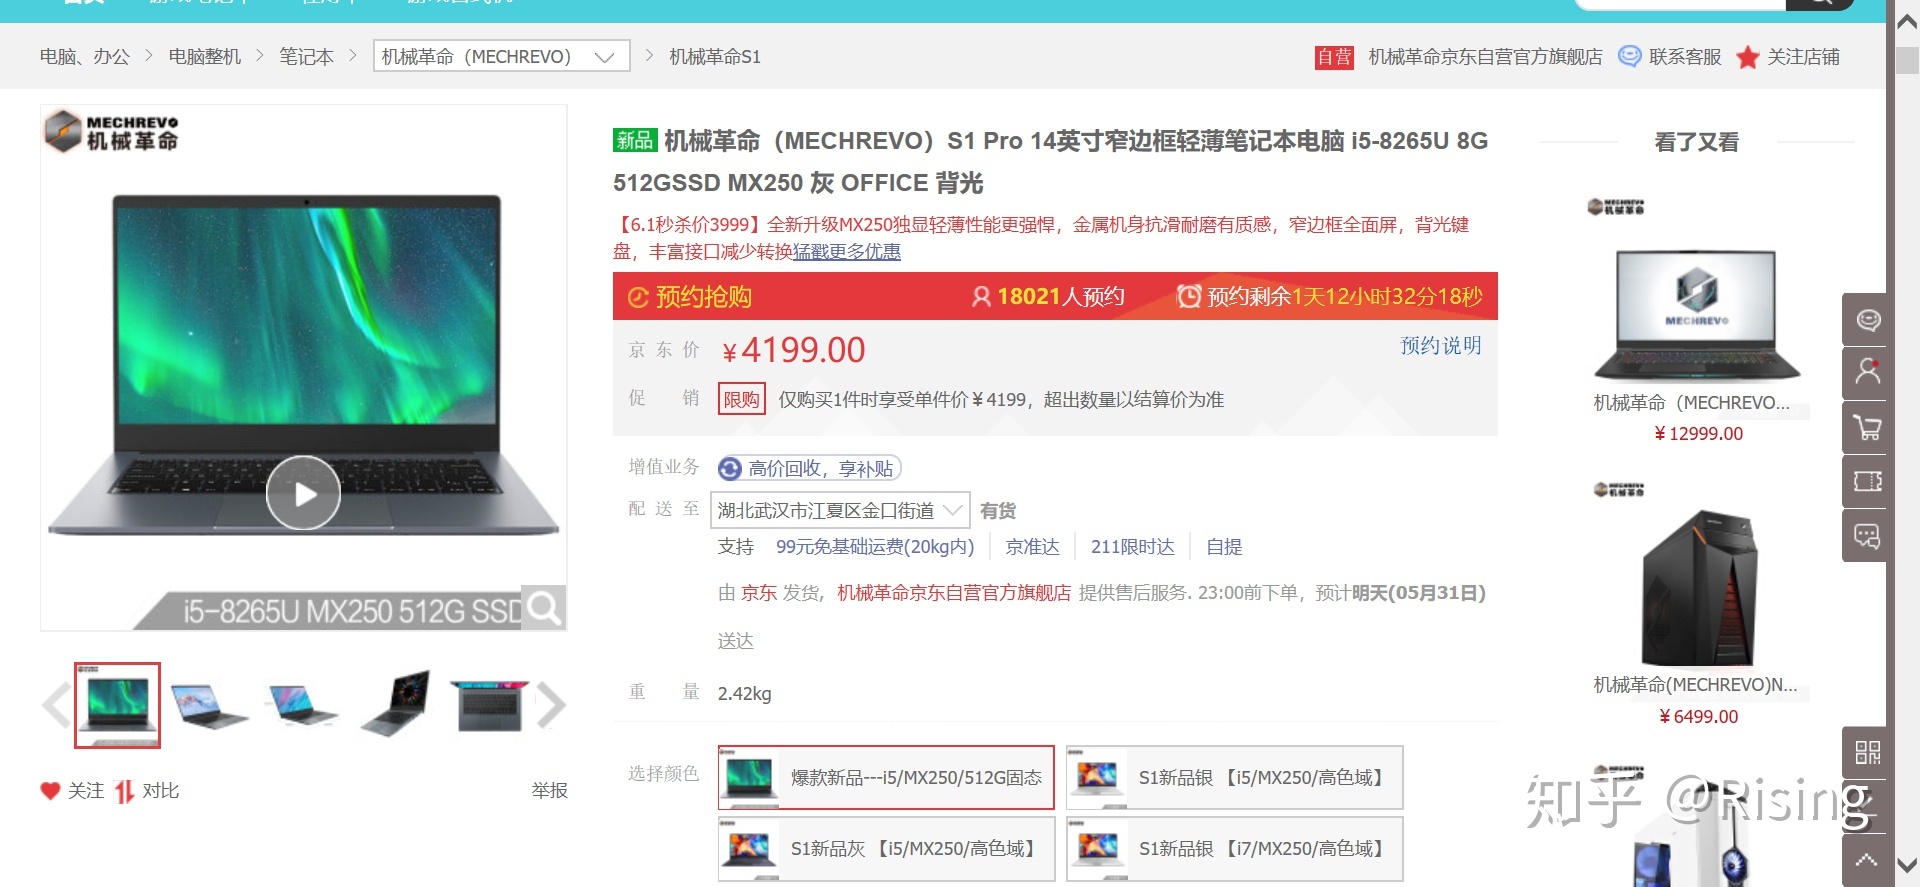 首页
电脑、办公 > 电脑整机 > 笔记本 > 机械革命（MECHREVO） > 机械革命S1
自营 机械革命京东自营官方旗舰店 联系客服 关注店铺
MECHREVO
机械革命
i5-8265U MX250 512G SSD
关注 对比
举报
新品 机械革命（MECHREVO）S1 Pro 14英寸窄边框轻薄笔记本电脑 i5-8265U 8G
512GSSD MX250 灰 OFFICE 背光
【6.1秒杀价3999】全新升级MX250独显轻薄性能更强悍，金属机身抗滑耐磨有质感，窄边框全面屏，背光键
盘，丰富接口减少转换猛戳更多优惠
预约抢购 18021人预约 预约剩余1天12小时32分18秒
京东价 ￥4199.00 预约说明
促销 限购 仅购买1件时享受单件价￥4199，超出数量以结算价为准
增值业务 高价回收，享补贴
配送至 湖北武汉市江夏区金口街道 有货
支持 99元免基础运费(20kg内) 京准达 211限时达 自提
由 京东 发货，机械革命京东自营官方旗舰店 提供售后服务. 23:00前下单，预计明天(05月31日)
送达
重量 2.42kg
选择颜色 爆款新品---i5/MX250/512G固态 S1新品银 【i5/MX250/高色域】
S1新品灰 【i5/MX250/高色域】 S1新品银 【i7/MX250/高色域】
看了又看
MECHREVO
机械革命
MECHREVO
机械革命（MECHREVO...
￥12999.00
MECHREVO
机械革命
机械革命(MECHREVO)N...
￥6499.00
知乎 @Rising